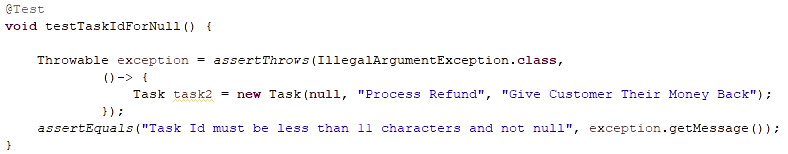 @Test
void testTaskIdForNull() {
Throwable exception = assertThrows(IllegalArgumentException.class,
()-> {
Task task2 = new Task(null, "Process Refund", "Give Customer Their Money Back");
});
assertEquals("Task Id must be less than 11 characters and not null", exception.getMessage());
}